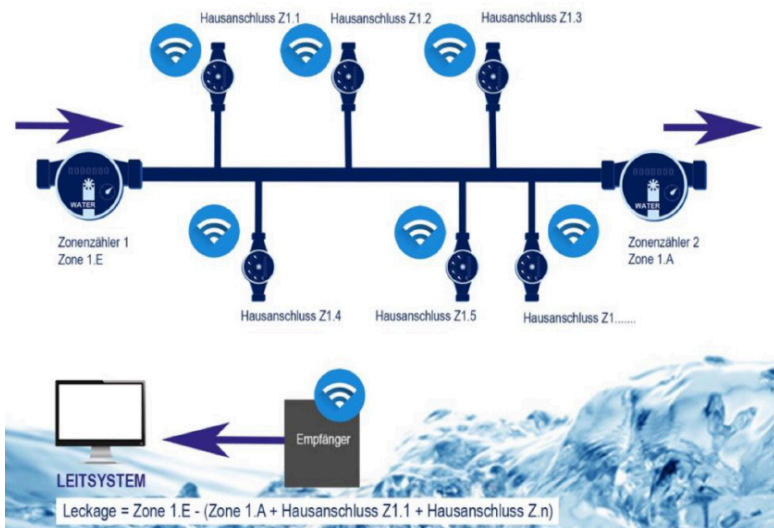 Hausanschluss Z1.1
Hausanschluss Z1.2
Hausanschluss Z1.3
WATER
WATER
Zonenzähler 1
Zone 1.E
Zonenzähler 2
Zone 1.A
Hausanschluss Z1.4
Hausanschluss Z1.5
Hausanschluss Z1.......
Empfänger
LEITSYSTEM
Leckage = Zone 1.E - (Zone 1.A + Hausanschluss Z1.1 + Hausanschluss Z.n)